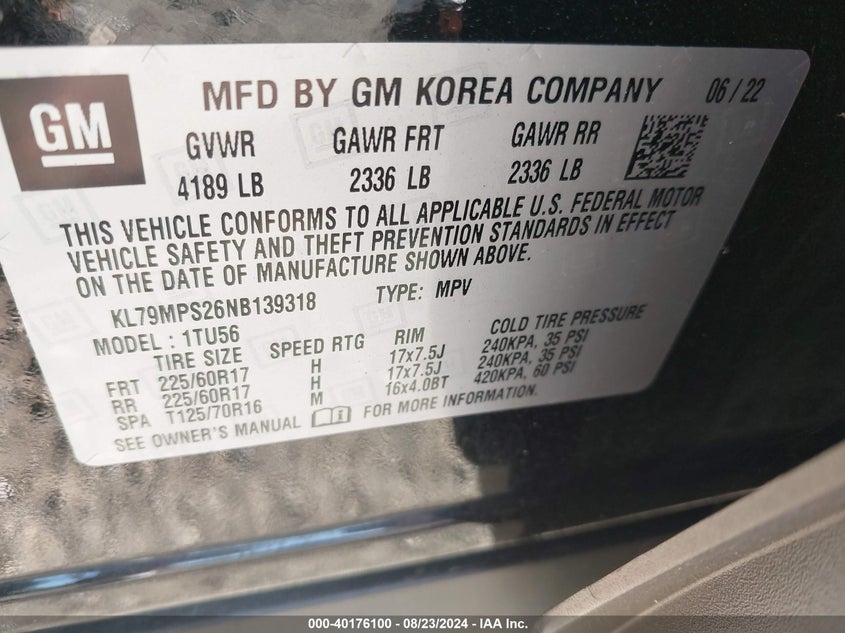 GM
MFD BY GM KOREA COMPANY 06 / 22
GVWR GAWR FRT GAWR RR
4189 LB 2336 LB 2336 LB
THIS VEHICLE CONFORMS TO ALL APPLICABLE U.S. FEDERAL MOTOR
VEHICLE SAFETY AND THEFT PREVENTION STANDARDS IN EFFECT
ON THE DATE OF MANUFACTURE SHOWN ABOVE.
KL79MPS26NB139318 TYPE: MPV
MODEL : 1TU56
TIRE SIZE SPEED RTG RIM COLD TIRE PRESSURE
FRT 225/60R17 H 17x7.5J 240KPA, 35 PSI
RR 225/60R17 H 17x7.5J 240KPA, 35 PSI
SPA T125/70R16 M 16x4.0BT 420KPA, 60 PSI
SEE OWNER'S MANUAL FOR MORE INFORMATION.
000-40176100 - 08/23/2024 - IAA Inc.